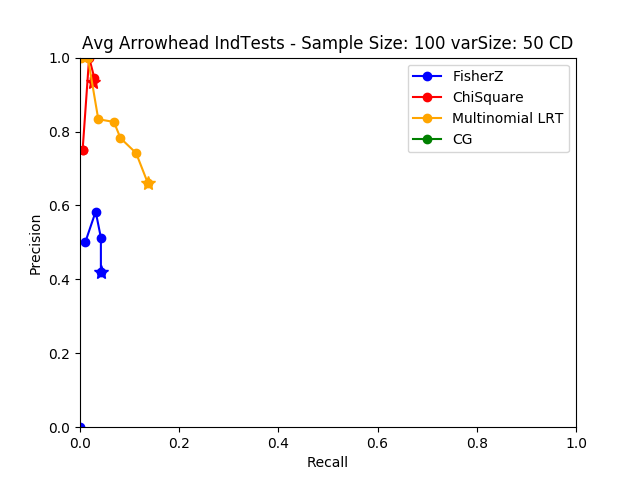 Avg Arrowhead IndTests - Sample Size: 100 varSize: 50 CD
FisherZ
ChiSquare
Multinomial LRT
CG
Precision
1.0
0.8
0.6
0.4
0.2
0.0
0.0 0.2 0.4 0.6 0.8 1.0
Recall